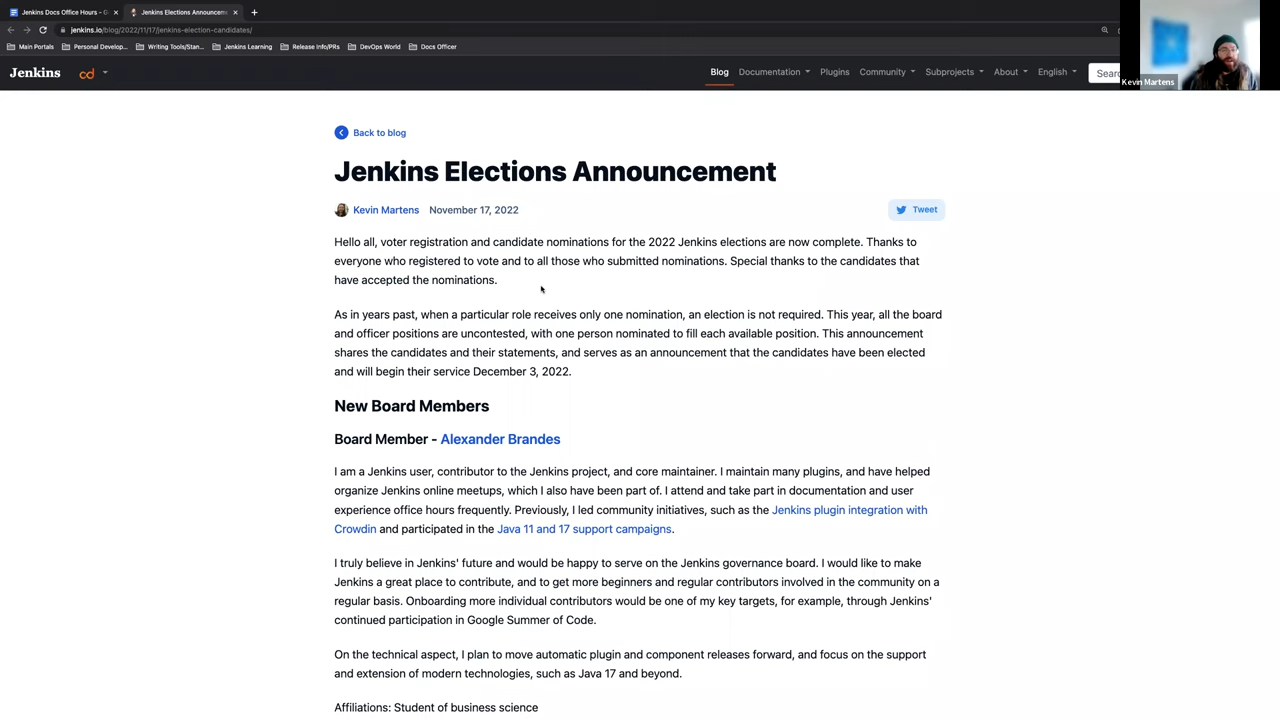 Jenkins Docs Office Hours - G
Jenkins Elections Announcem
jenkins.io/blog/2022/11/17/jenkins-election-candidates/
Main Portals
Personal Develop...
Writing Tools/Stan...
Jenkins Learning
Release Info/PRs
DevOps World
Docs Officer
Kevin Martens
Jenkins
cd
Blog
Documentation
Plugins
Community
Subprojects
About
English
Searc
Back to blog
Jenkins Elections Announcement
Kevin Martens November 17, 2022
Tweet
Hello all, voter registration and candidate nominations for the 2022 Jenkins elections are now complete. Thanks to
everyone who registered to vote and to all those who submitted nominations. Special thanks to the candidates that
have accepted the nominations.
As in years past, when a particular role receives only one nomination, an election is not required. This year, all the board
and officer positions are uncontested, with one person nominated to fill each available position. This announcement
shares the candidates and their statements, and serves as an announcement that the candidates have been elected
and will begin their service December 3, 2022.
New Board Members
Board Member - Alexander Brandes
I am a Jenkins user, contributor to the Jenkins project, and core maintainer. I maintain many plugins, and have helped
organize Jenkins online meetups, which I also have been part of. I attend and take part in documentation and user
experience office hours frequently. Previously, I led community initiatives, such as the Jenkins plugin integration with
Crowdin and participated in the Java 11 and 17 support campaigns.
I truly believe in Jenkins' future and would be happy to serve on the Jenkins governance board. I would like to make
Jenkins a great place to contribute, and to get more beginners and regular contributors involved in the community on a
regular basis. Onboarding more individual contributors would be one of my key targets, for example, through Jenkins'
continued participation in Google Summer of Code.
On the technical aspect, I plan to move automatic plugin and component releases forward, and focus on the support
and extension of modern technologies, such as Java 17 and beyond.
Affiliations: Student of business science